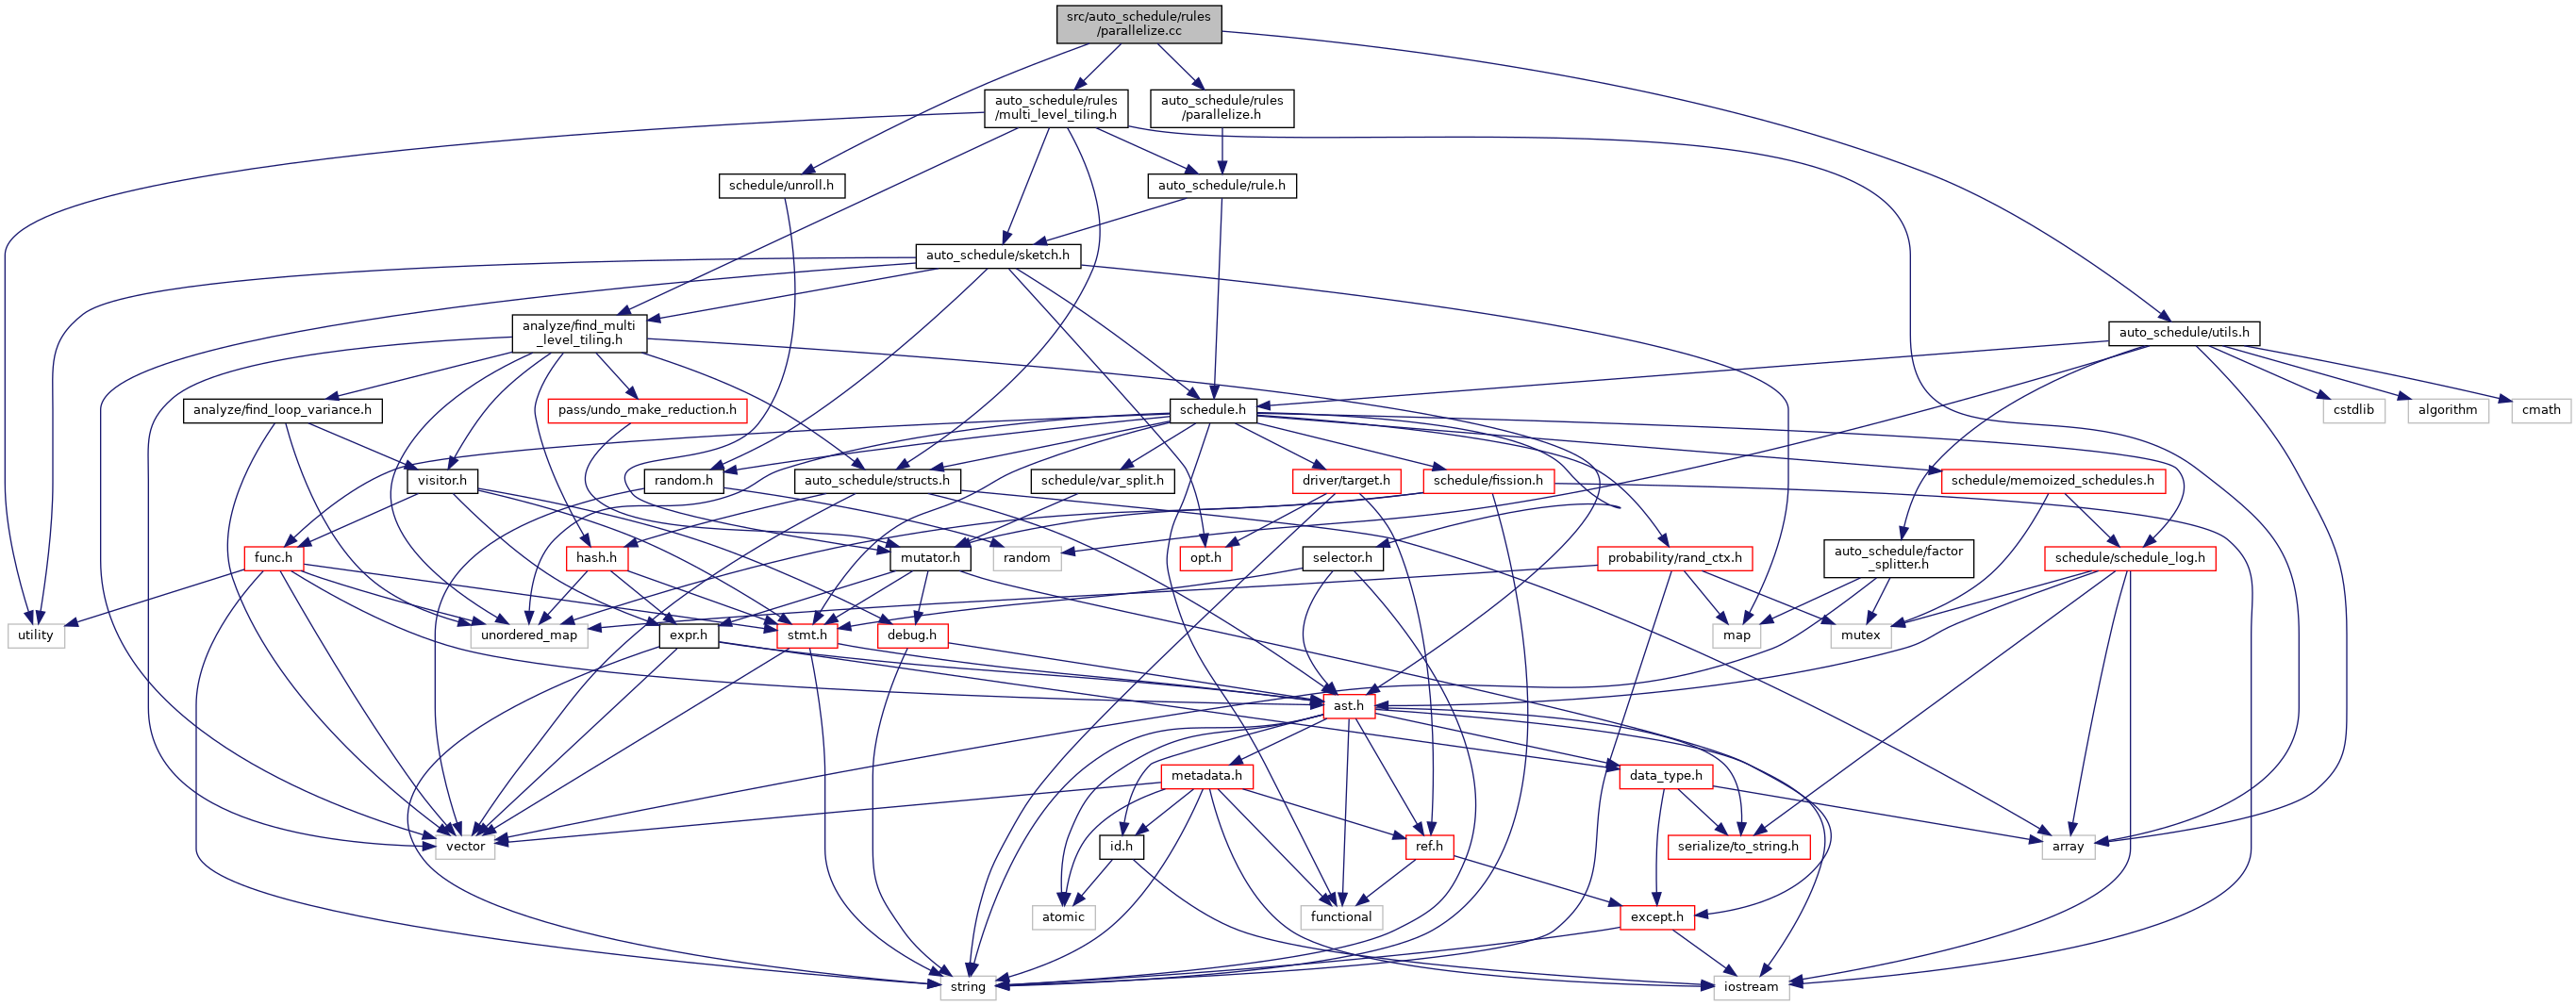 src/auto_schedule/rules
/parallelize.cc
auto_schedule/rules
/multi_level_tiling.h
auto_schedule/rules
/parallelize.h
schedule/unroll.h
auto_schedule/rule.h
auto_schedule/sketch.h
analyze/find_multi
_level_tiling.h
auto_schedule/utils.h
analyze/find_loop_variance.h
pass/undo_make_reduction.h
schedule.h
cstdlib
algorithm
cmath
visitor.h
random.h
auto_schedule/structs.h
schedule/var_split.h
driver/target.h
schedule/fission.h
schedule/memoized_schedules.h
func.h
hash.h
mutator.h
random
opt.h
selector.h
probability/rand_ctx.h
auto_schedule/factor
_splitter.h
schedule/schedule_log.h
utility
unordered_map
expr.h
stmt.h
debug.h
map
mutex
ast.h
metadata.h
data_type.h
vector
id.h
ref.h
serialize/to_string.h
array
atomic
functional
except.h
string
iostream